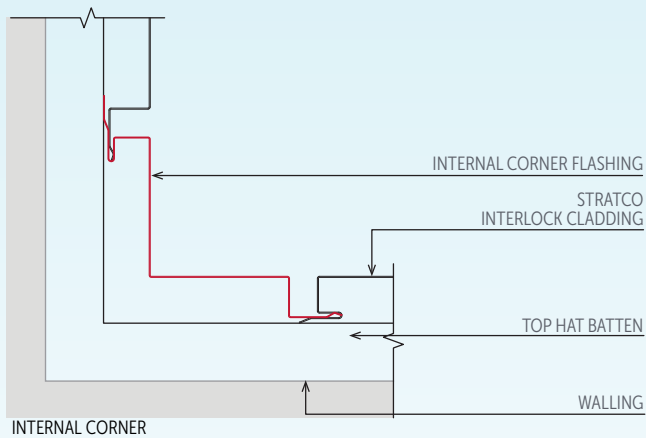 INTERNAL CORNER FLASHING
STRATCO
INTERLOCK CLADDING
TOP HAT BATTEN
WALLING
INTERNAL CORNER